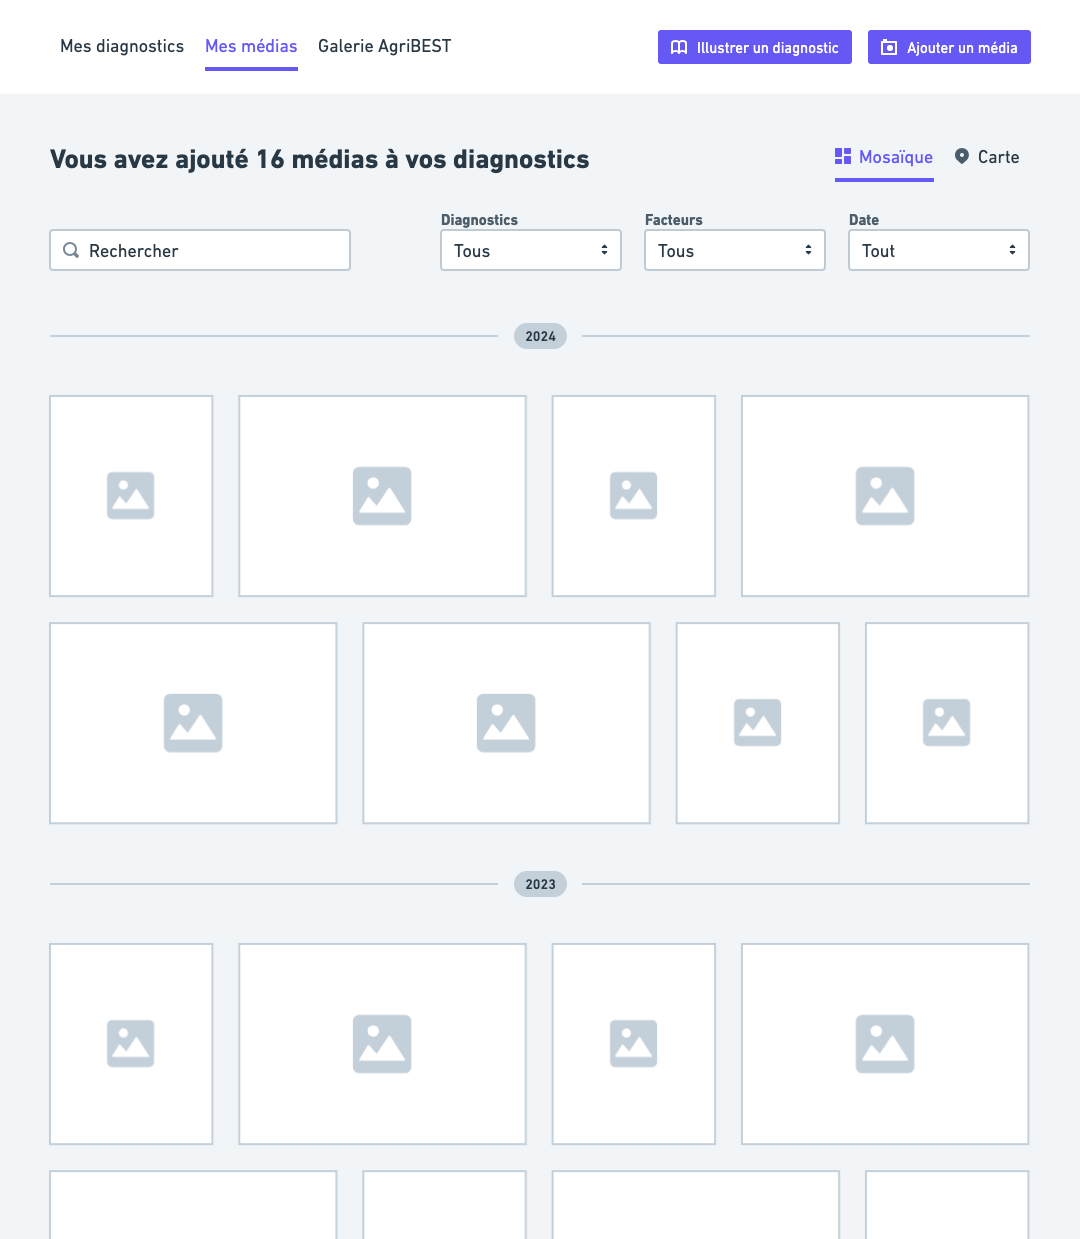 Mes diagnostics Mes médias Galerie AgriBEST Illustrer un diagnostic Ajouter un média
Vous avez ajouté 16 médias à vos diagnostics Mosaïque Carte
Diagnostics Facteurs Date
Rechercher Tous Tous Tout
2024
2023